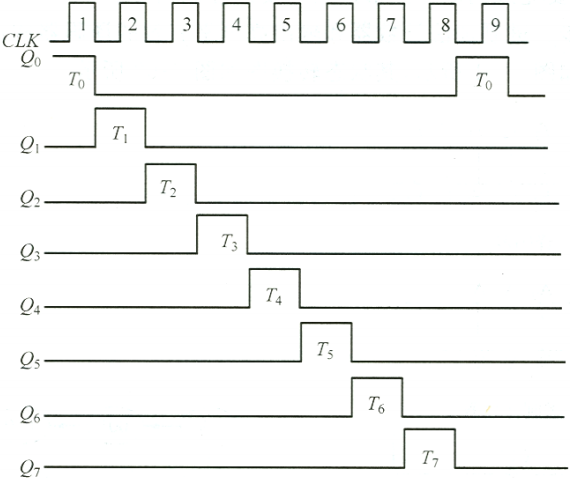 CLK 1 2 3 4 5 6 7 8 9
Q₀ T₀ T₀
Q₁ T₁
Q₂ T₂
Q₃ T₃
Q₄ T₄
Q₅ T₅
Q₆ T₆
Q₇ T₇